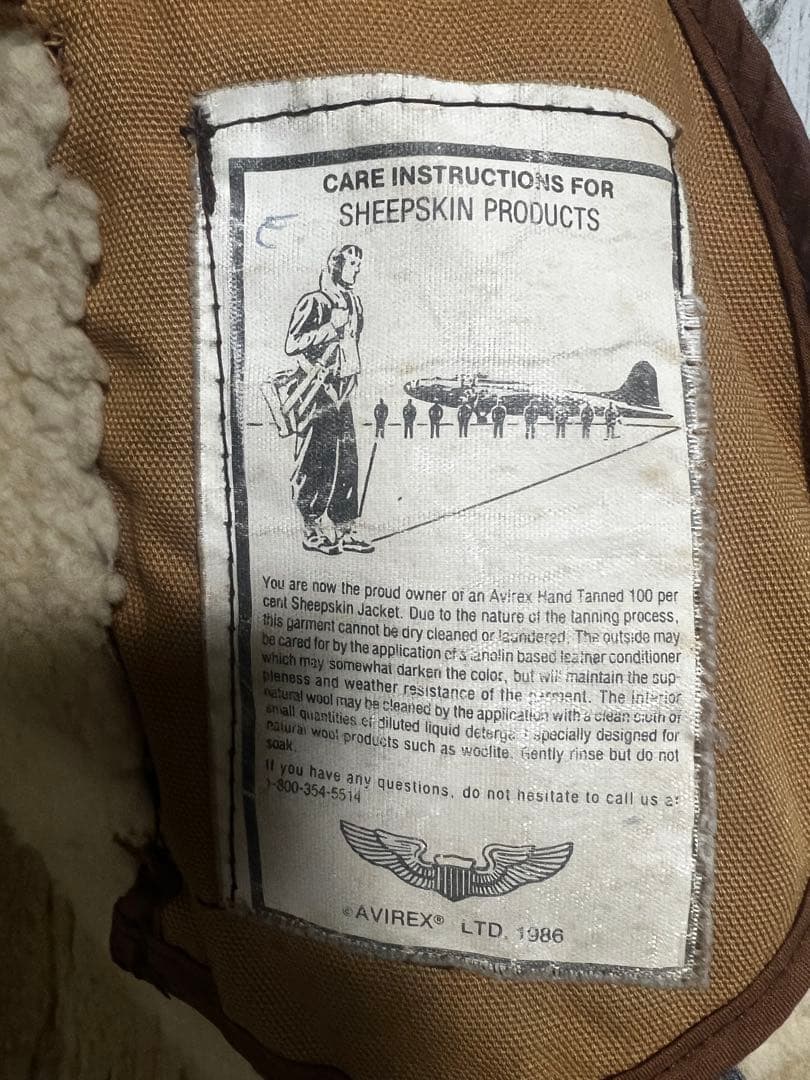 CARE INSTRUCTIONS FOR
SHEEPSKIN PRODUCTS
You are now the proud owner of an Avirex Hand Tanned 100 per
cent Sheepskin Jacket. Due to the nature of the tanning process,
this garment cannot be dry cleaned or laundered. The outside may
be cared for by the application of a lanolin based leather conditioner
which may somewhat darken the color, but will maintain the sup-
pleness and weather resistance of the garment. The interior
natural wool may be cleaned by the application with a clean cloth of
small quantities of diluted liquid specially designed for
natural wool products such as woolite. Gently rinse but do not
soak.
If you have any questions, do not hesitate to call us at
1-800-354-5514
©AVIREX® LTD. 1986